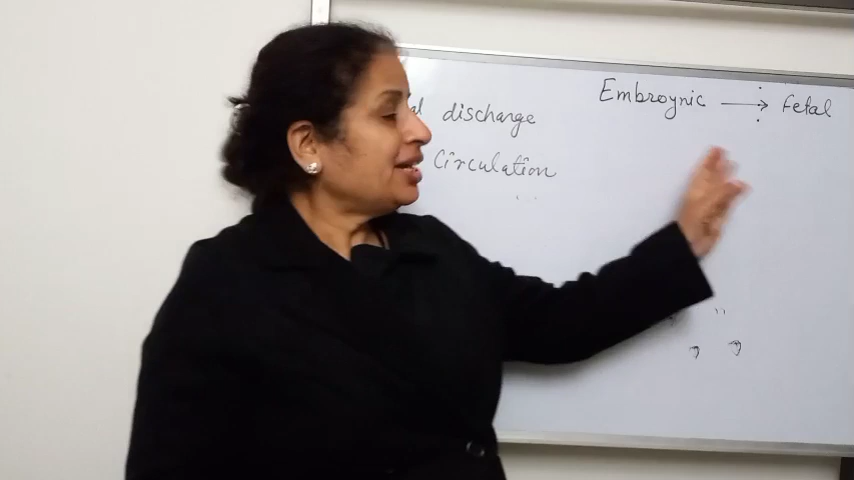 discharge
Circulation
Embroynic → Fetal